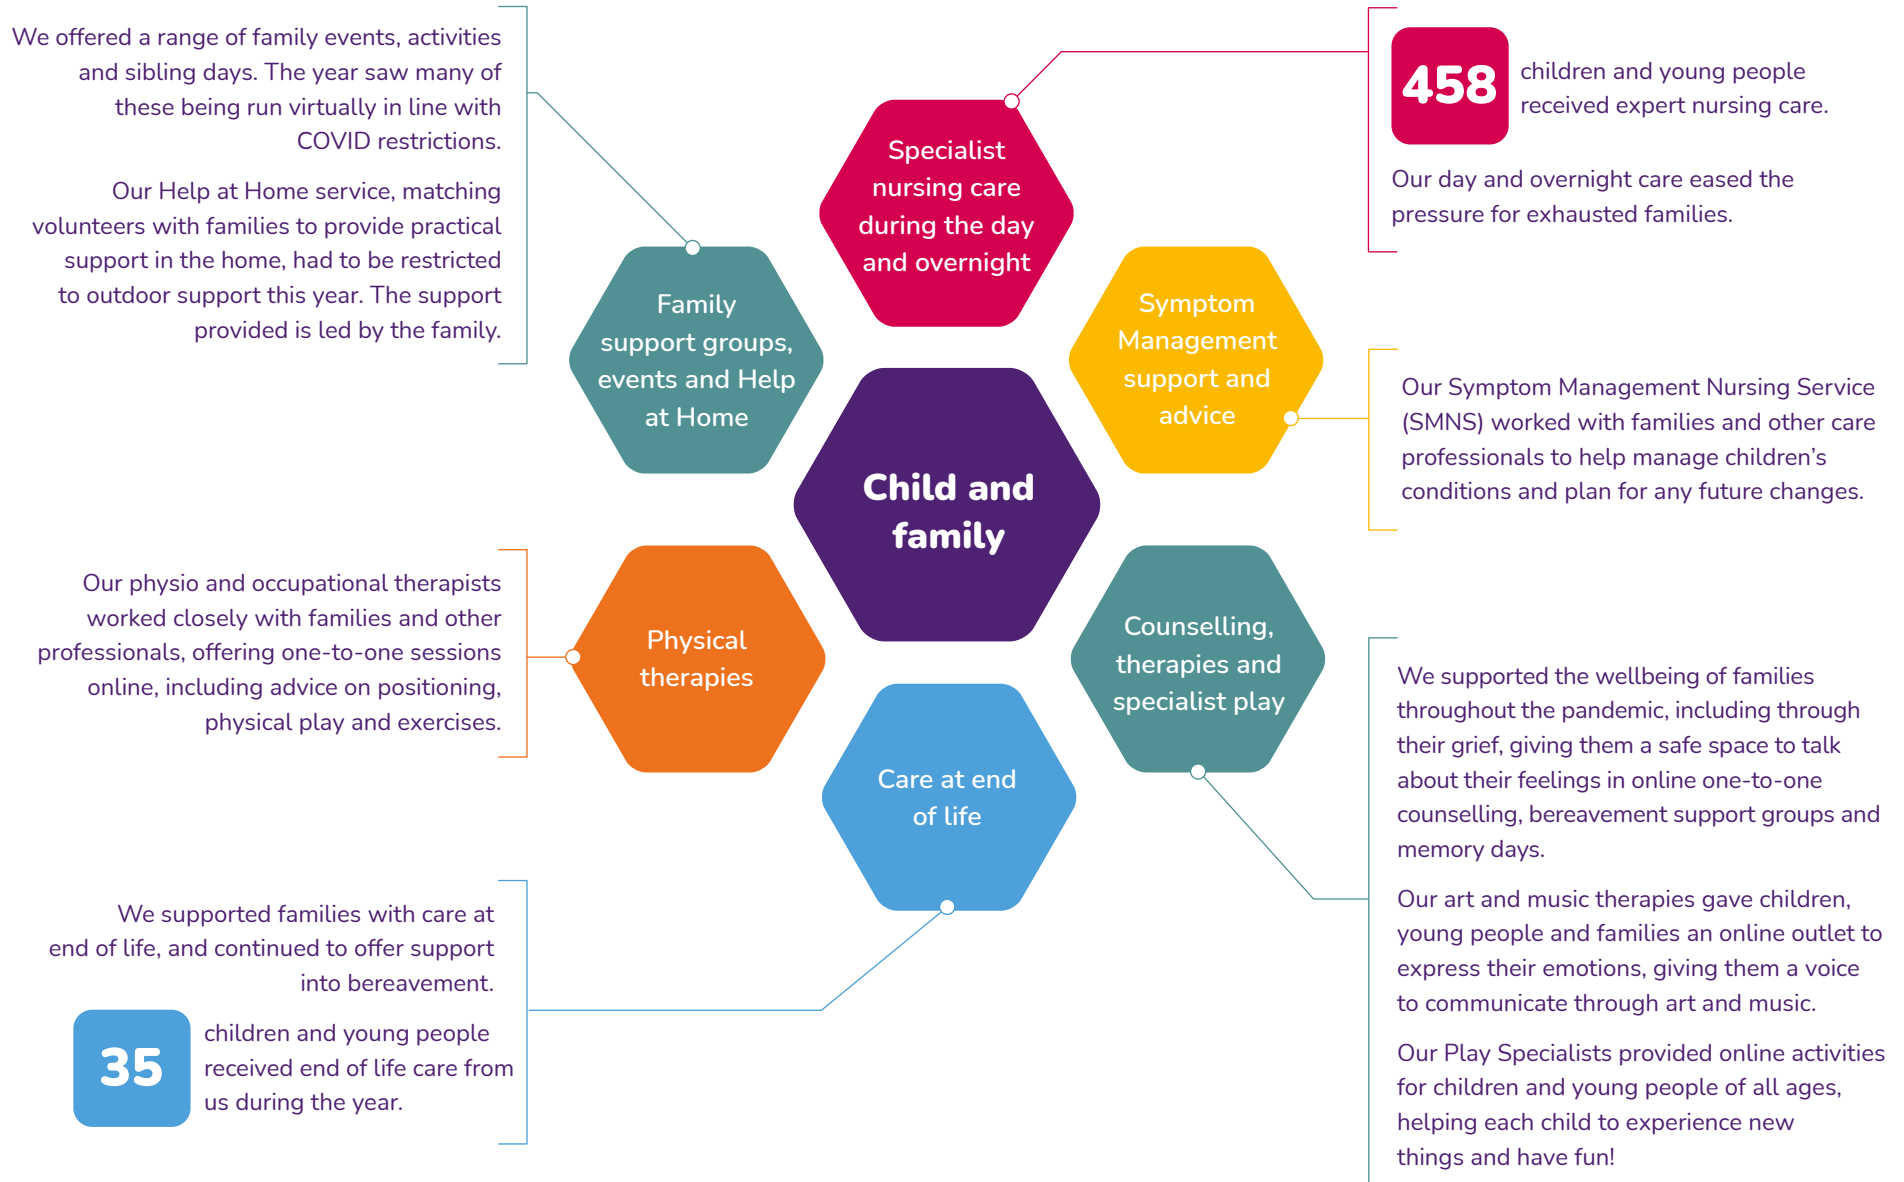 We offered a range of family events, activities
and sibling days. The year saw many of
these being run virtually in line with
COVID restrictions.
Our Help at Home service, matching
volunteers with families to provide practical
support in the home, had to be restricted
to outdoor support this year. The support
provided is led by the family.
Specialist
nursing care
during the day
and overnight
458
children and young people
received expert nursing care.
Our day and overnight care eased the
pressure for exhausted families.
Family
support groups,
events and Help
at Home
Symptom
Management
support and
advice
Our Symptom Management Nursing Service
(SMNS) worked with families and other care
professionals to help manage children’s
conditions and plan for any future changes.
Child and
family
Our physio and occupational therapists
worked closely with families and other
professionals, offering one-to-one sessions
online, including advice on positioning,
physical play and exercises.
Physical
therapies
Counselling,
therapies and
specialist play
We supported the wellbeing of families
throughout the pandemic, including through
their grief, giving them a safe space to talk
about their feelings in online one-to-one
counselling, bereavement support groups and
memory days.
Our art and music therapies gave children,
young people and families an online outlet to
express their emotions, giving them a voice
to communicate through art and music.
Our Play Specialists provided online activities
for children and young people of all ages,
helping each child to experience new
things and have fun!
Care at end
of life
We supported families with care at
end of life, and continued to offer support
into bereavement.
35
children and young people
received end of life care from
us during the year.